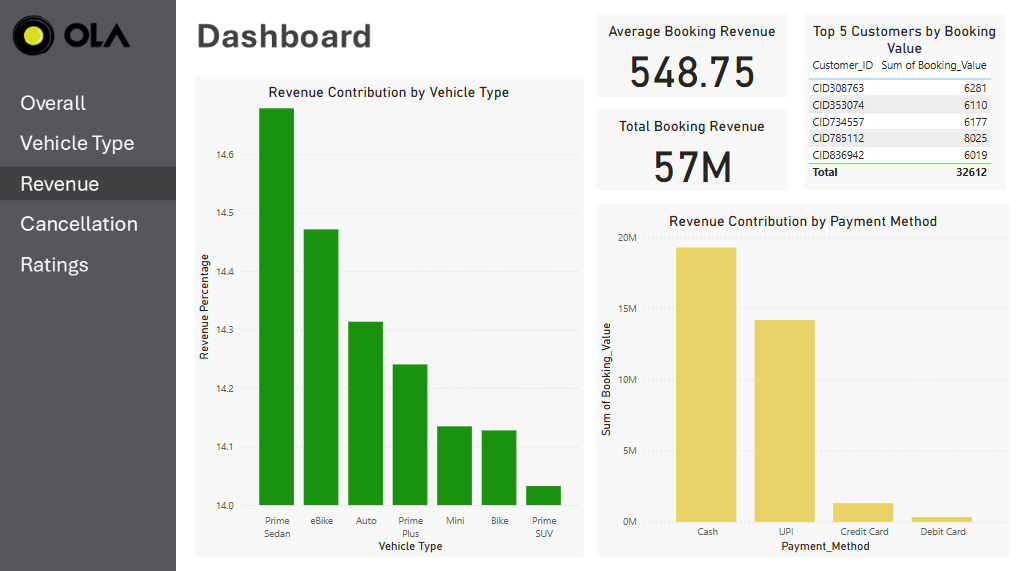 OLA
Overall
Vehicle Type
Revenue
Cancellation
Ratings
Dashboard
Revenue Contribution by Vehicle Type
Revenue Percentage
14.6
14.5
14.4
14.3
14.2
14.1
14.0
Prime Sedan
eBike
Auto
Prime Plus
Mini
Bike
Prime SUV
Vehicle Type
Average Booking Revenue
548.75
Total Booking Revenue
57M
Top 5 Customers by Booking
Value
Customer_ID Sum of Booking_Value
CID308763 6281
CID353074 6110
CID734557 6177
CID785112 8025
CID836942 6019
Total 32612
Revenue Contribution by Payment Method
Sum of Booking_Value
20M
15M
10M
5M
0M
Cash
UPI
Credit Card
Debit Card
Payment_Method